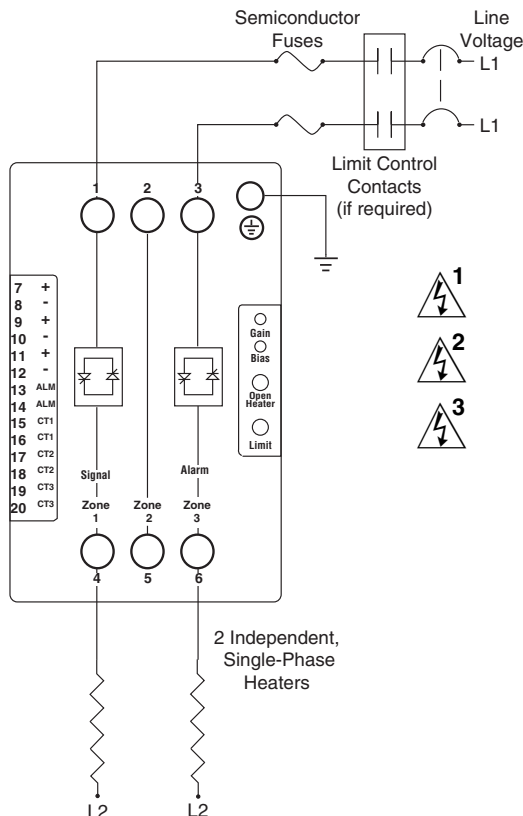 Semiconductor
Fuses
Line
Voltage
L1
L1
Limit Control
Contacts
(if required)
1 2 3
7 +
8 -
9 +
10 -
11 +
12 -
13 ALM
14 ALM
15 CT1
16 CT1
17 CT2
18 CT2
19 CT3
20 CT3
Gain
Bias
Open
Heater
Limit
Signal
Alarm
Zone
1
Zone
2
Zone
3
4 5 6
1
2
3
2 Independent,
Single-Phase
Heaters
L2
L2